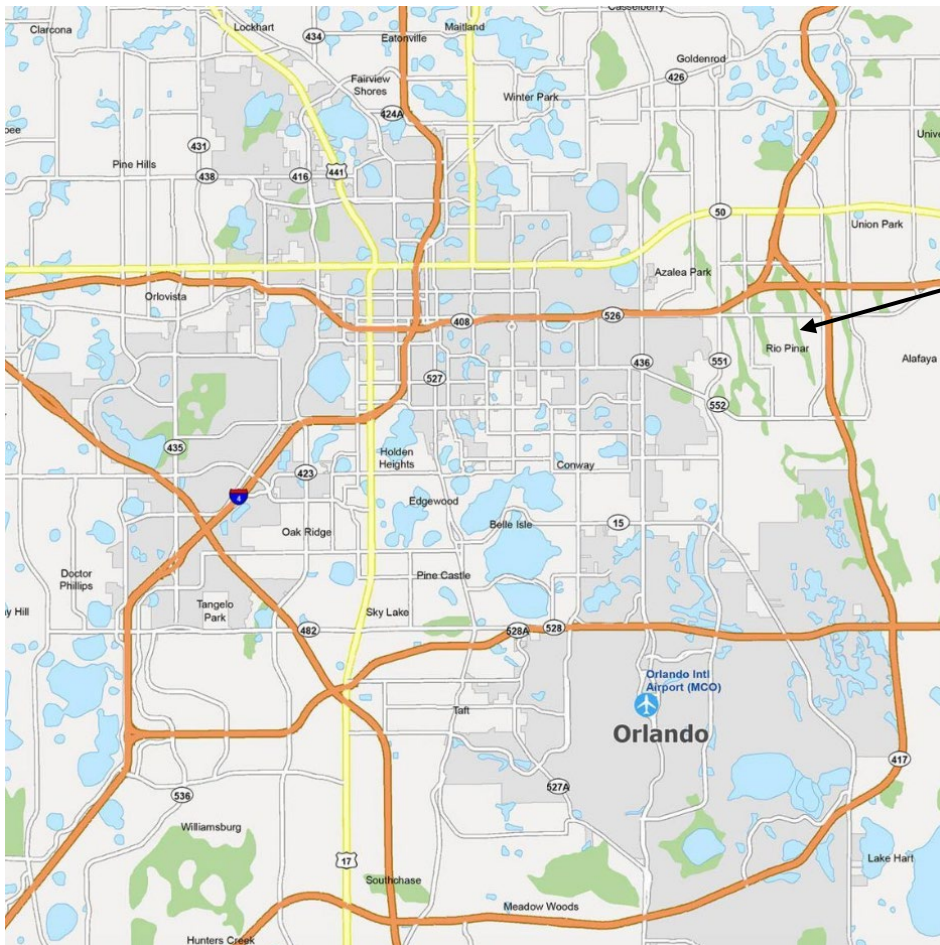 Casselberry
Clarcona
Lockhart
434
Eatonville
Maitland
Goldenrod
426
Fairview
Shores
424A
Winter Park
431
Pine Hills
438
416
441
Unive
50
Union Park
Azalea Park
Orlovista
408
526
436
551
Rio Pinar
Alafaya
527
552
435
423
Holden
Heights
Conway
4
Edgewood
Oak Ridge
Belle Isle
15
Doctor
Phillips
Pine Castle
Tangelo
Park
Sky Lake
y Hill
482
528A
528
Orlando Intl
Airport (MCO)
Taft
Orlando
417
527A
536
Williamsburg
17
Southchase
Lake Hart
Meadow Woods
Hunters Creek